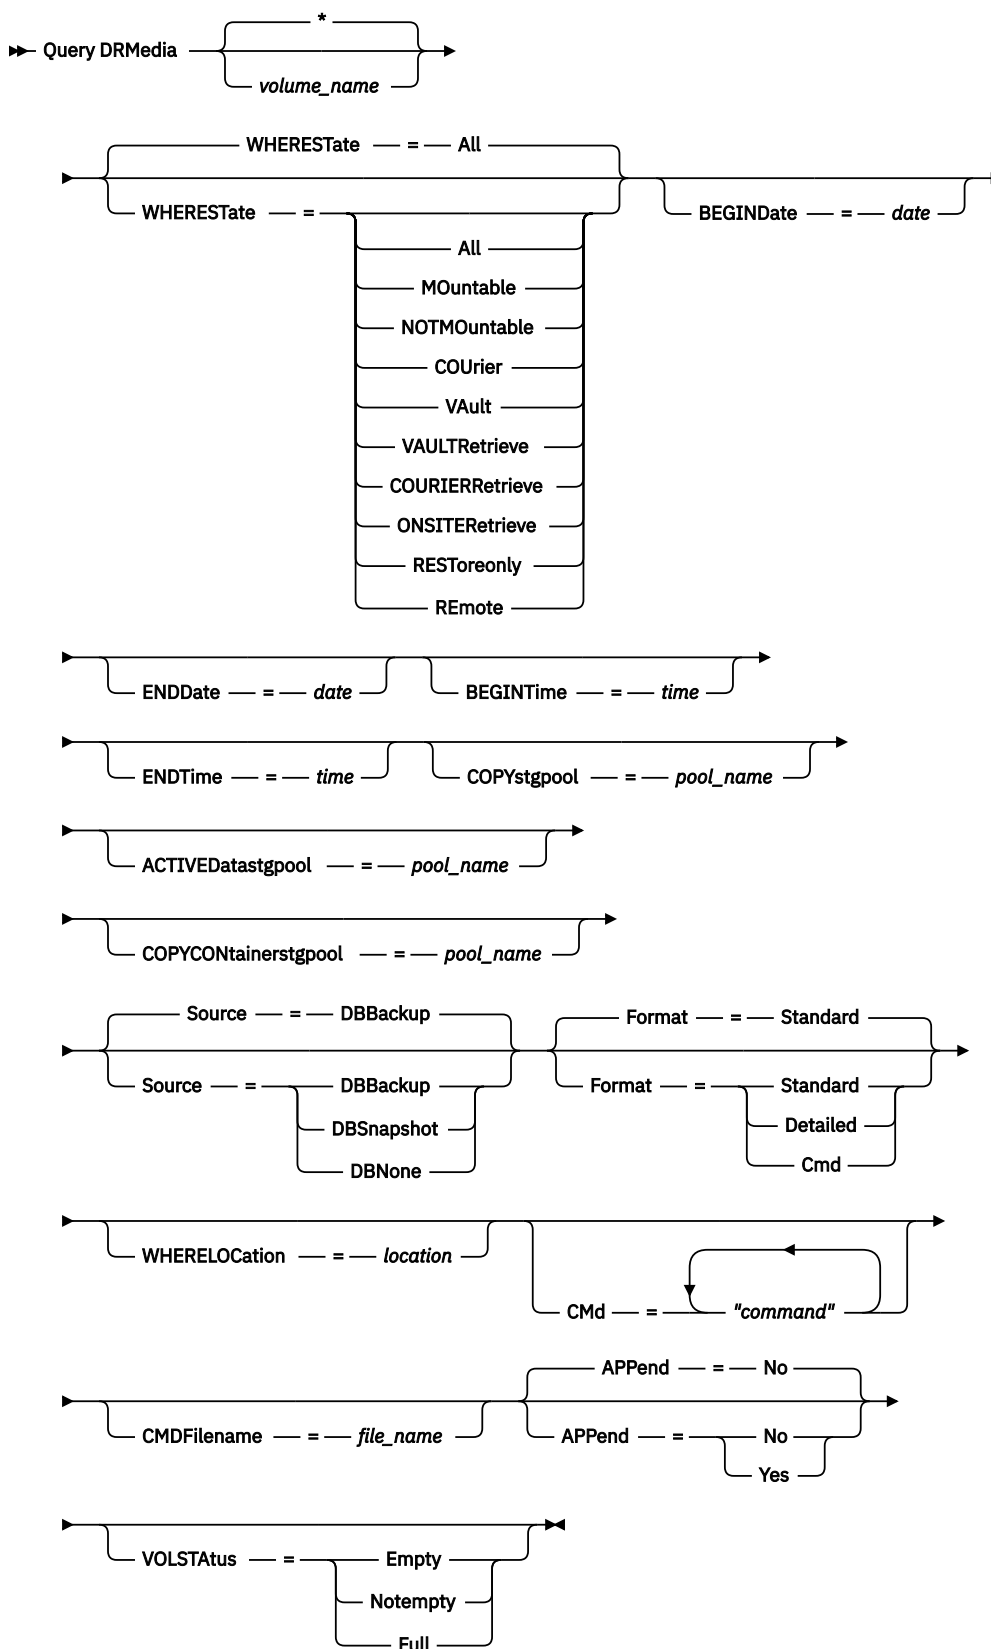 *
Query DRMedia
volume_name
WHERESTate = All
WHERESTate =
BEGINDate = date
All
MOuntable
NOTMOuntable
COUrier
VAult
VAULTRetrieve
COURIERRetrieve
ONSITERetrieve
RESToreonly
REmote
ENDDate = date BEGINTime = time
ENDTime = time COPYstgpool = pool_name
ACTIVEDatastgpool = pool_name
COPYCONtainerstgpool = pool_name
Source = DBBackup Format = Standard
Source = DBBackup Format = Standard
DBSnapshot Detailed
DBNone Cmd
WHERELOCation = location
CMd = "command"
APPend = No
CMDFilename = file_name APPend = No
Yes
VOLSTAtus = Empty
Notempty
Full